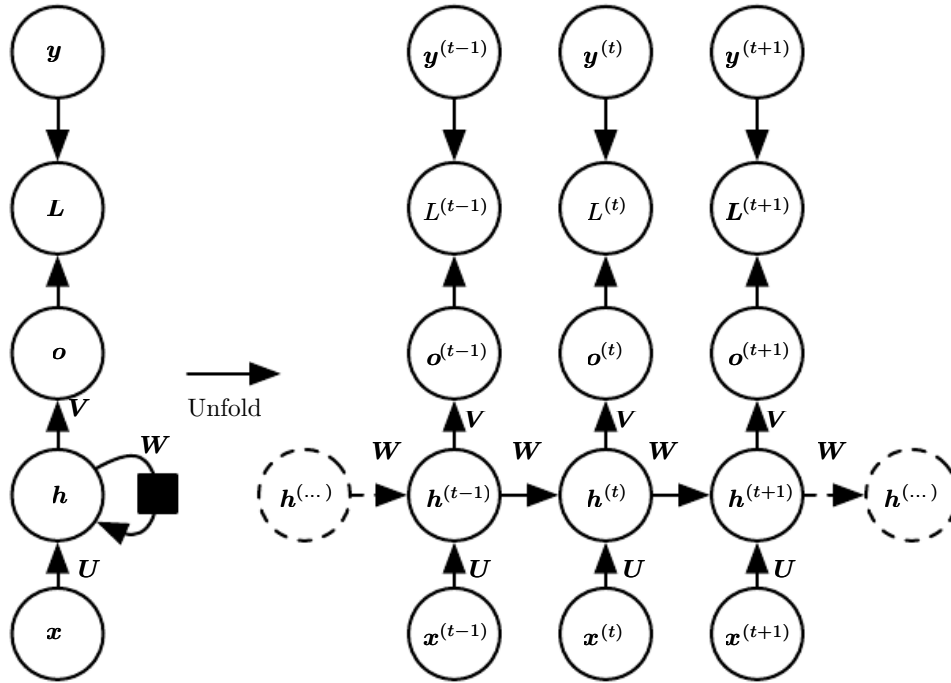 y y^(t−1) y^(t) y^(t+1)
L L^(t−1) L^(t) L^(t+1)
o o^(t−1) o^(t) o^(t+1)
Unfold
V V V V
W W W W W
h h^(...) h^(t−1) h^(t) h^(t+1) h^(...)
U U U U
x x^(t−1) x^(t) x^(t+1)